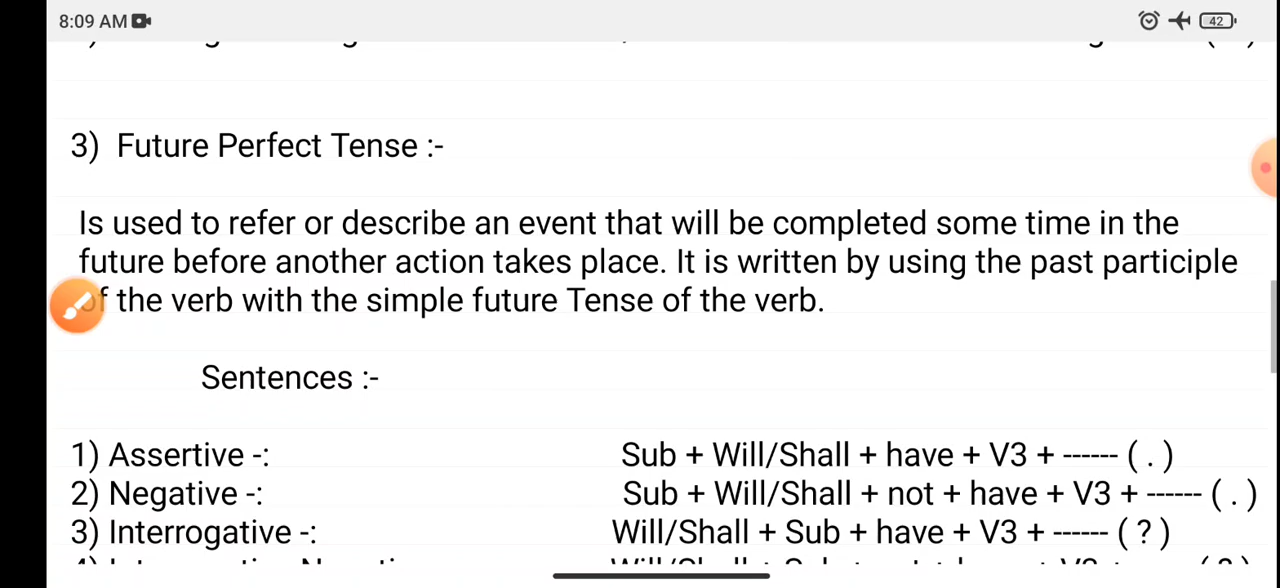 8:09 AM
42
3) Future Perfect Tense :-
Is used to refer or describe an event that will be completed some time in the
future before another action takes place. It is written by using the past participle
of the verb with the simple future Tense of the verb.
Sentences :-
1) Assertive -: Sub + Will/Shall + have + V3 + ------ ( . )
2) Negative -: Sub + Will/Shall + not + have + V3 + ------ ( . )
3) Interrogative -: Will/Shall + Sub + have + V3 + ------ ( ? )